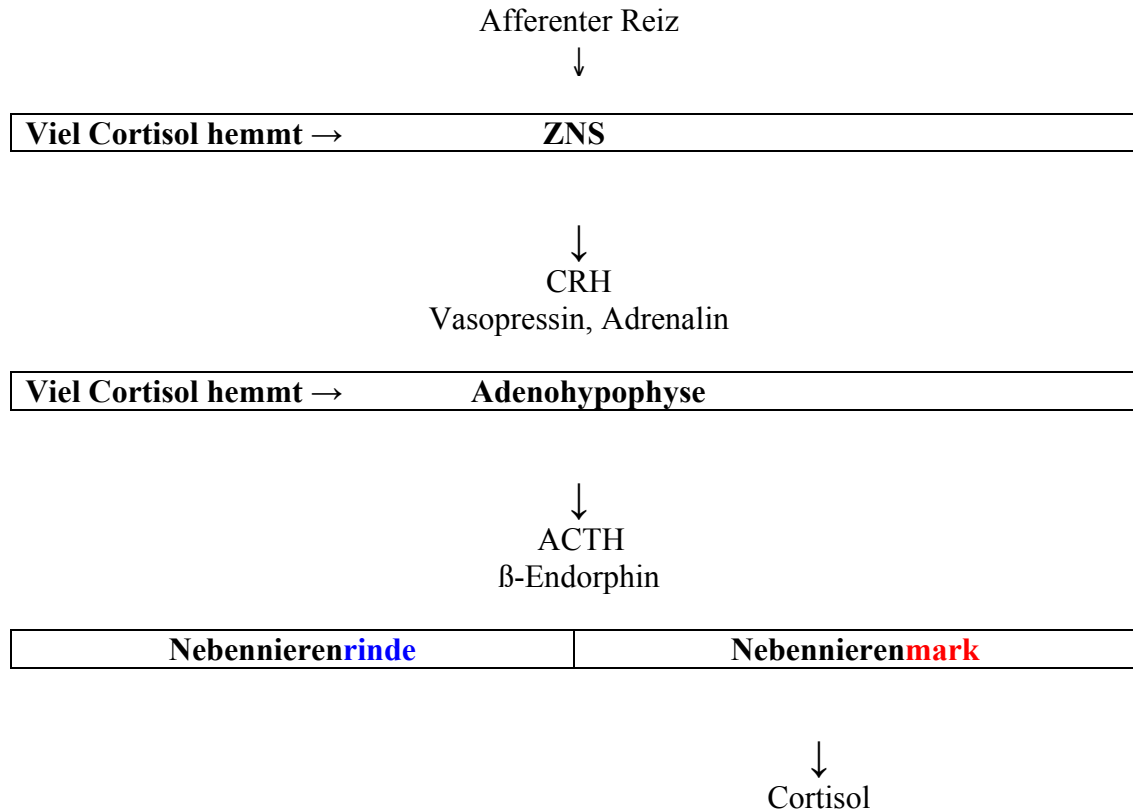 Afferenter Reiz
↓
Viel Cortisol hemmt → ZNS
↓
CRH
Vasopressin, Adrenalin
Viel Cortisol hemmt → Adenohypophyse
↓
ACTH
ß-Endorphin
Nebennierenrinde Nebennierenmark
↓
Cortisol